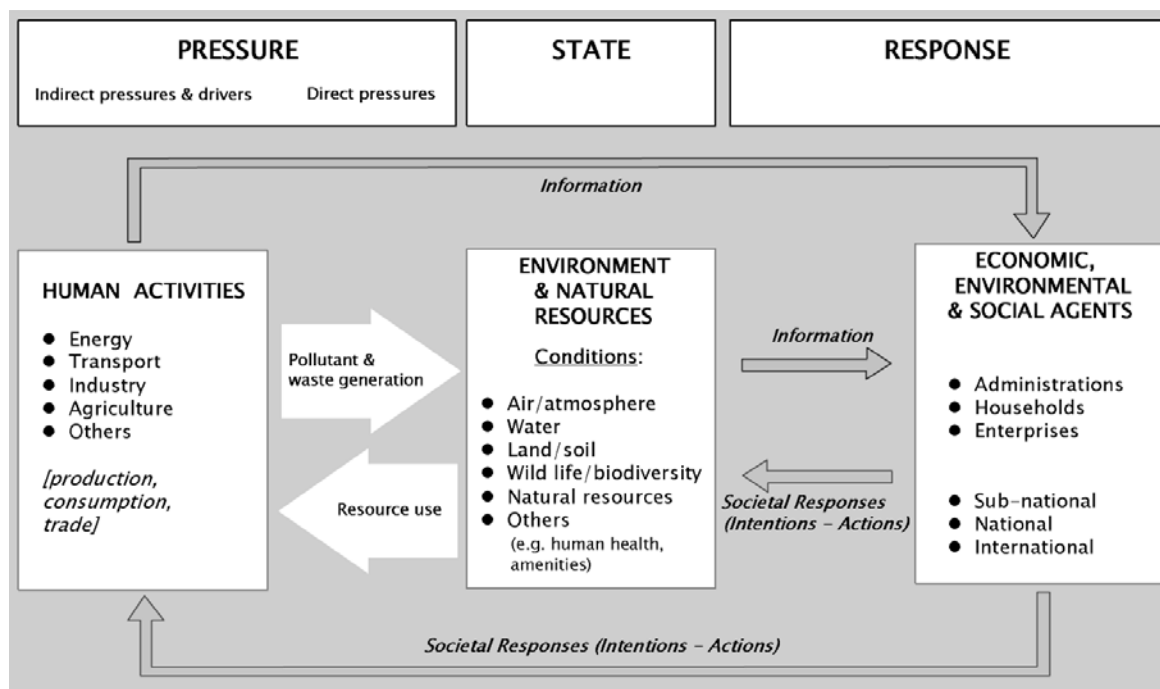 PRESSURE
Indirect pressures & drivers
Direct pressures
STATE
RESPONSE
Information
HUMAN ACTIVITIES
● Energy
● Transport
● Industry
● Agriculture
● Others
[production,
consumption,
trade]
Pollutant &
waste generation
Resource use
ENVIRONMENT
& NATURAL
RESOURCES
Conditions:
● Air/atmosphere
● Water
● Land/soil
● Wild life/biodiversity
● Natural resources
● Others
(e.g. human health,
amenities)
Information
Societal Responses
(Intentions – Actions)
ECONOMIC,
ENVIRONMENTAL
& SOCIAL AGENTS
● Administrations
● Households
● Enterprises
● Sub-national
● National
● International
Societal Responses (Intentions – Actions)